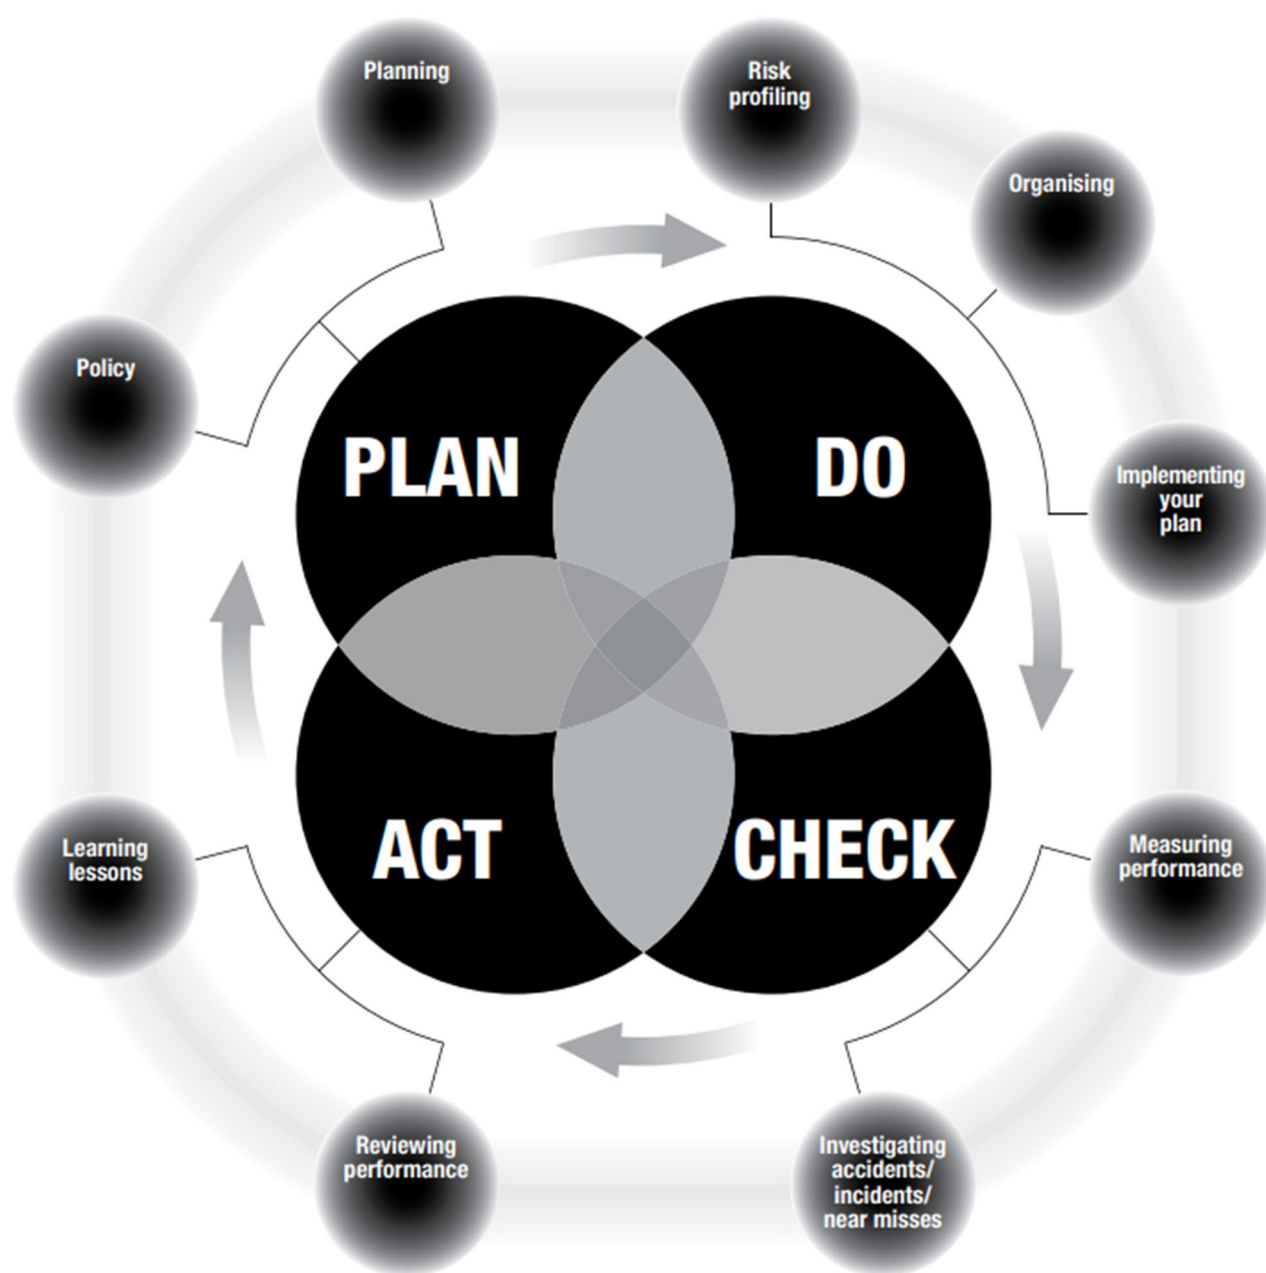 Planning
Risk
profiling
Organising
Policy
PLAN
DO
Implementing
your
plan
Learning
lessons
ACT
CHECK
Measuring
performance
Reviewing
performance
Investigating
accidents/
incidents/
near misses